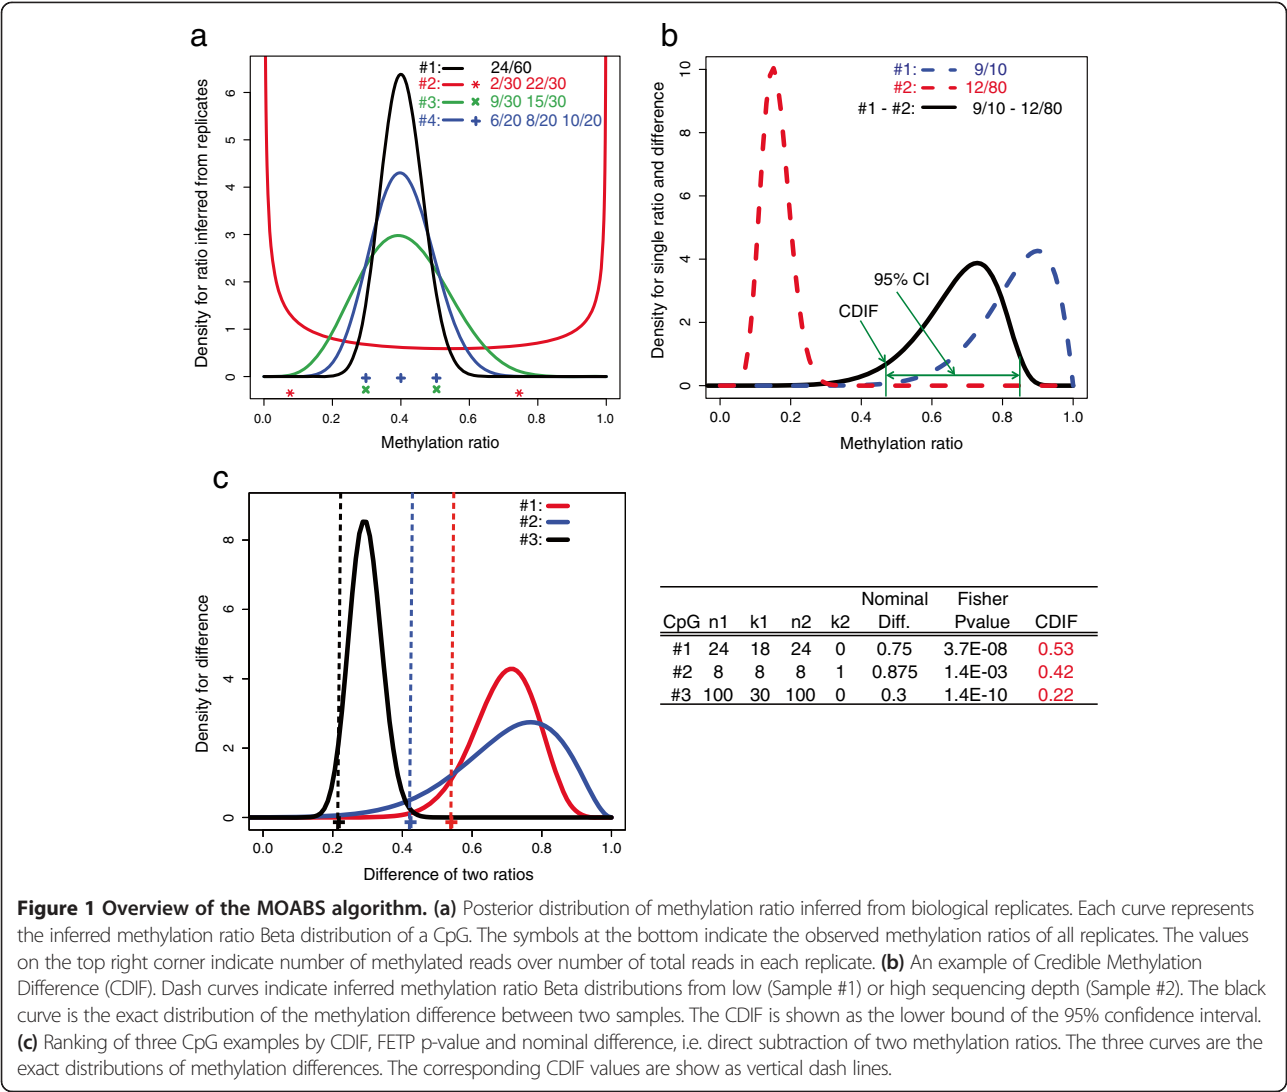 a
#1: 24/60
#2: 2/30 22/30
#3: 9/30 15/30
#4: 6/20 8/20 10/20
Density for ratio inferred from replicates
6
5
4
3
2
1
0
0.0 0.2 0.4 0.6 0.8 1.0
Methylation ratio
b
#1: 9/10
#2: 12/80
#1 - #2: 9/10 - 12/80
Density for single ratio and difference
10
8
6
4
2
0
95% CI
CDIF
0.0 0.2 0.4 0.6 0.8 1.0
Methylation ratio
c
#1:
#2:
#3:
Density for difference
8
6
4
2
0
0.0 0.2 0.4 0.6 0.8 1.0
Difference of two ratios
Nominal Fisher
CpG n1 k1 n2 k2 Diff. Pvalue CDIF
#1 24 18 24 0 0.75 3.7E-08 0.53
#2 8 8 8 1 0.875 1.4E-03 0.42
#3 100 30 100 0 0.3 1.4E-10 0.22
Figure 1 Overview of the MOABS algorithm. (a) Posterior distribution of methylation ratio inferred from biological replicates. Each curve represents
the inferred methylation ratio Beta distribution of a CpG. The symbols at the bottom indicate the observed methylation ratios of all replicates. The values
on the top right corner indicate number of methylated reads over number of total reads in each replicate. (b) An example of Credible Methylation
Difference (CDIF). Dash curves indicate inferred methylation ratio Beta distributions from low (Sample #1) or high sequencing depth (Sample #2). The black
curve is the exact distribution of the methylation difference between two samples. The CDIF is shown as the lower bound of the 95% confidence interval.
(c) Ranking of three CpG examples by CDIF, FETP p-value and nominal difference, i.e. direct subtraction of two methylation ratios. The three curves are the
exact distributions of methylation differences. The corresponding CDIF values are show as vertical dash lines.